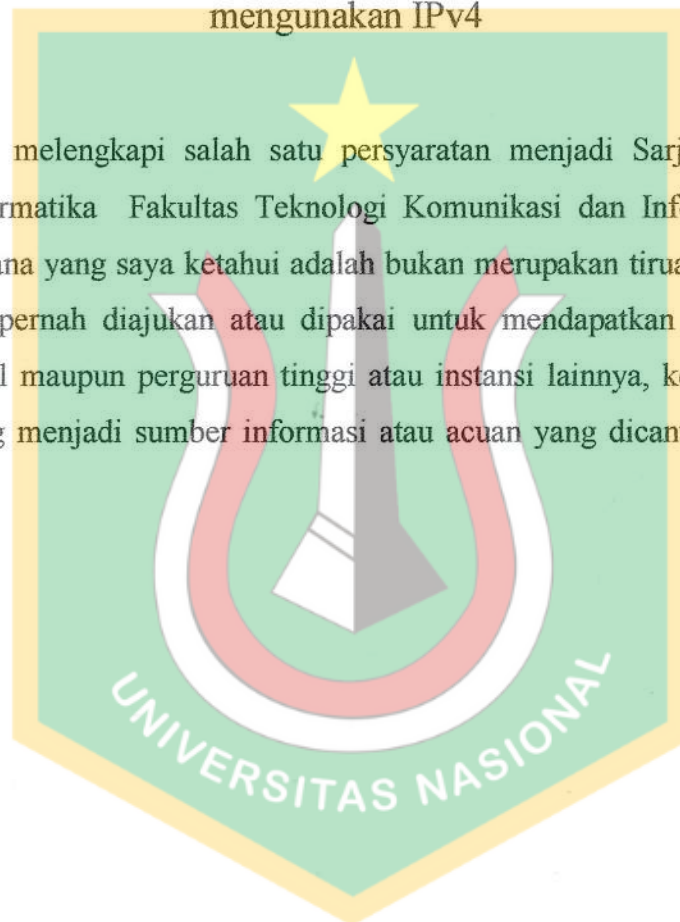 mengunakan IPv4
melengkapi salah satu persyaratan menjadi Sarj
rmatika Fakultas Teknologi Komunikasi dan Inf
ana yang saya ketahui adalah bukan merupakan tirua
pernah diajukan atau dipakai untuk mendapatkan
l maupun perguruan tinggi atau instansi lainnya, k
g menjadi sumber informasi atau acuan yang dican
UNIVERSITAS NASIONAL